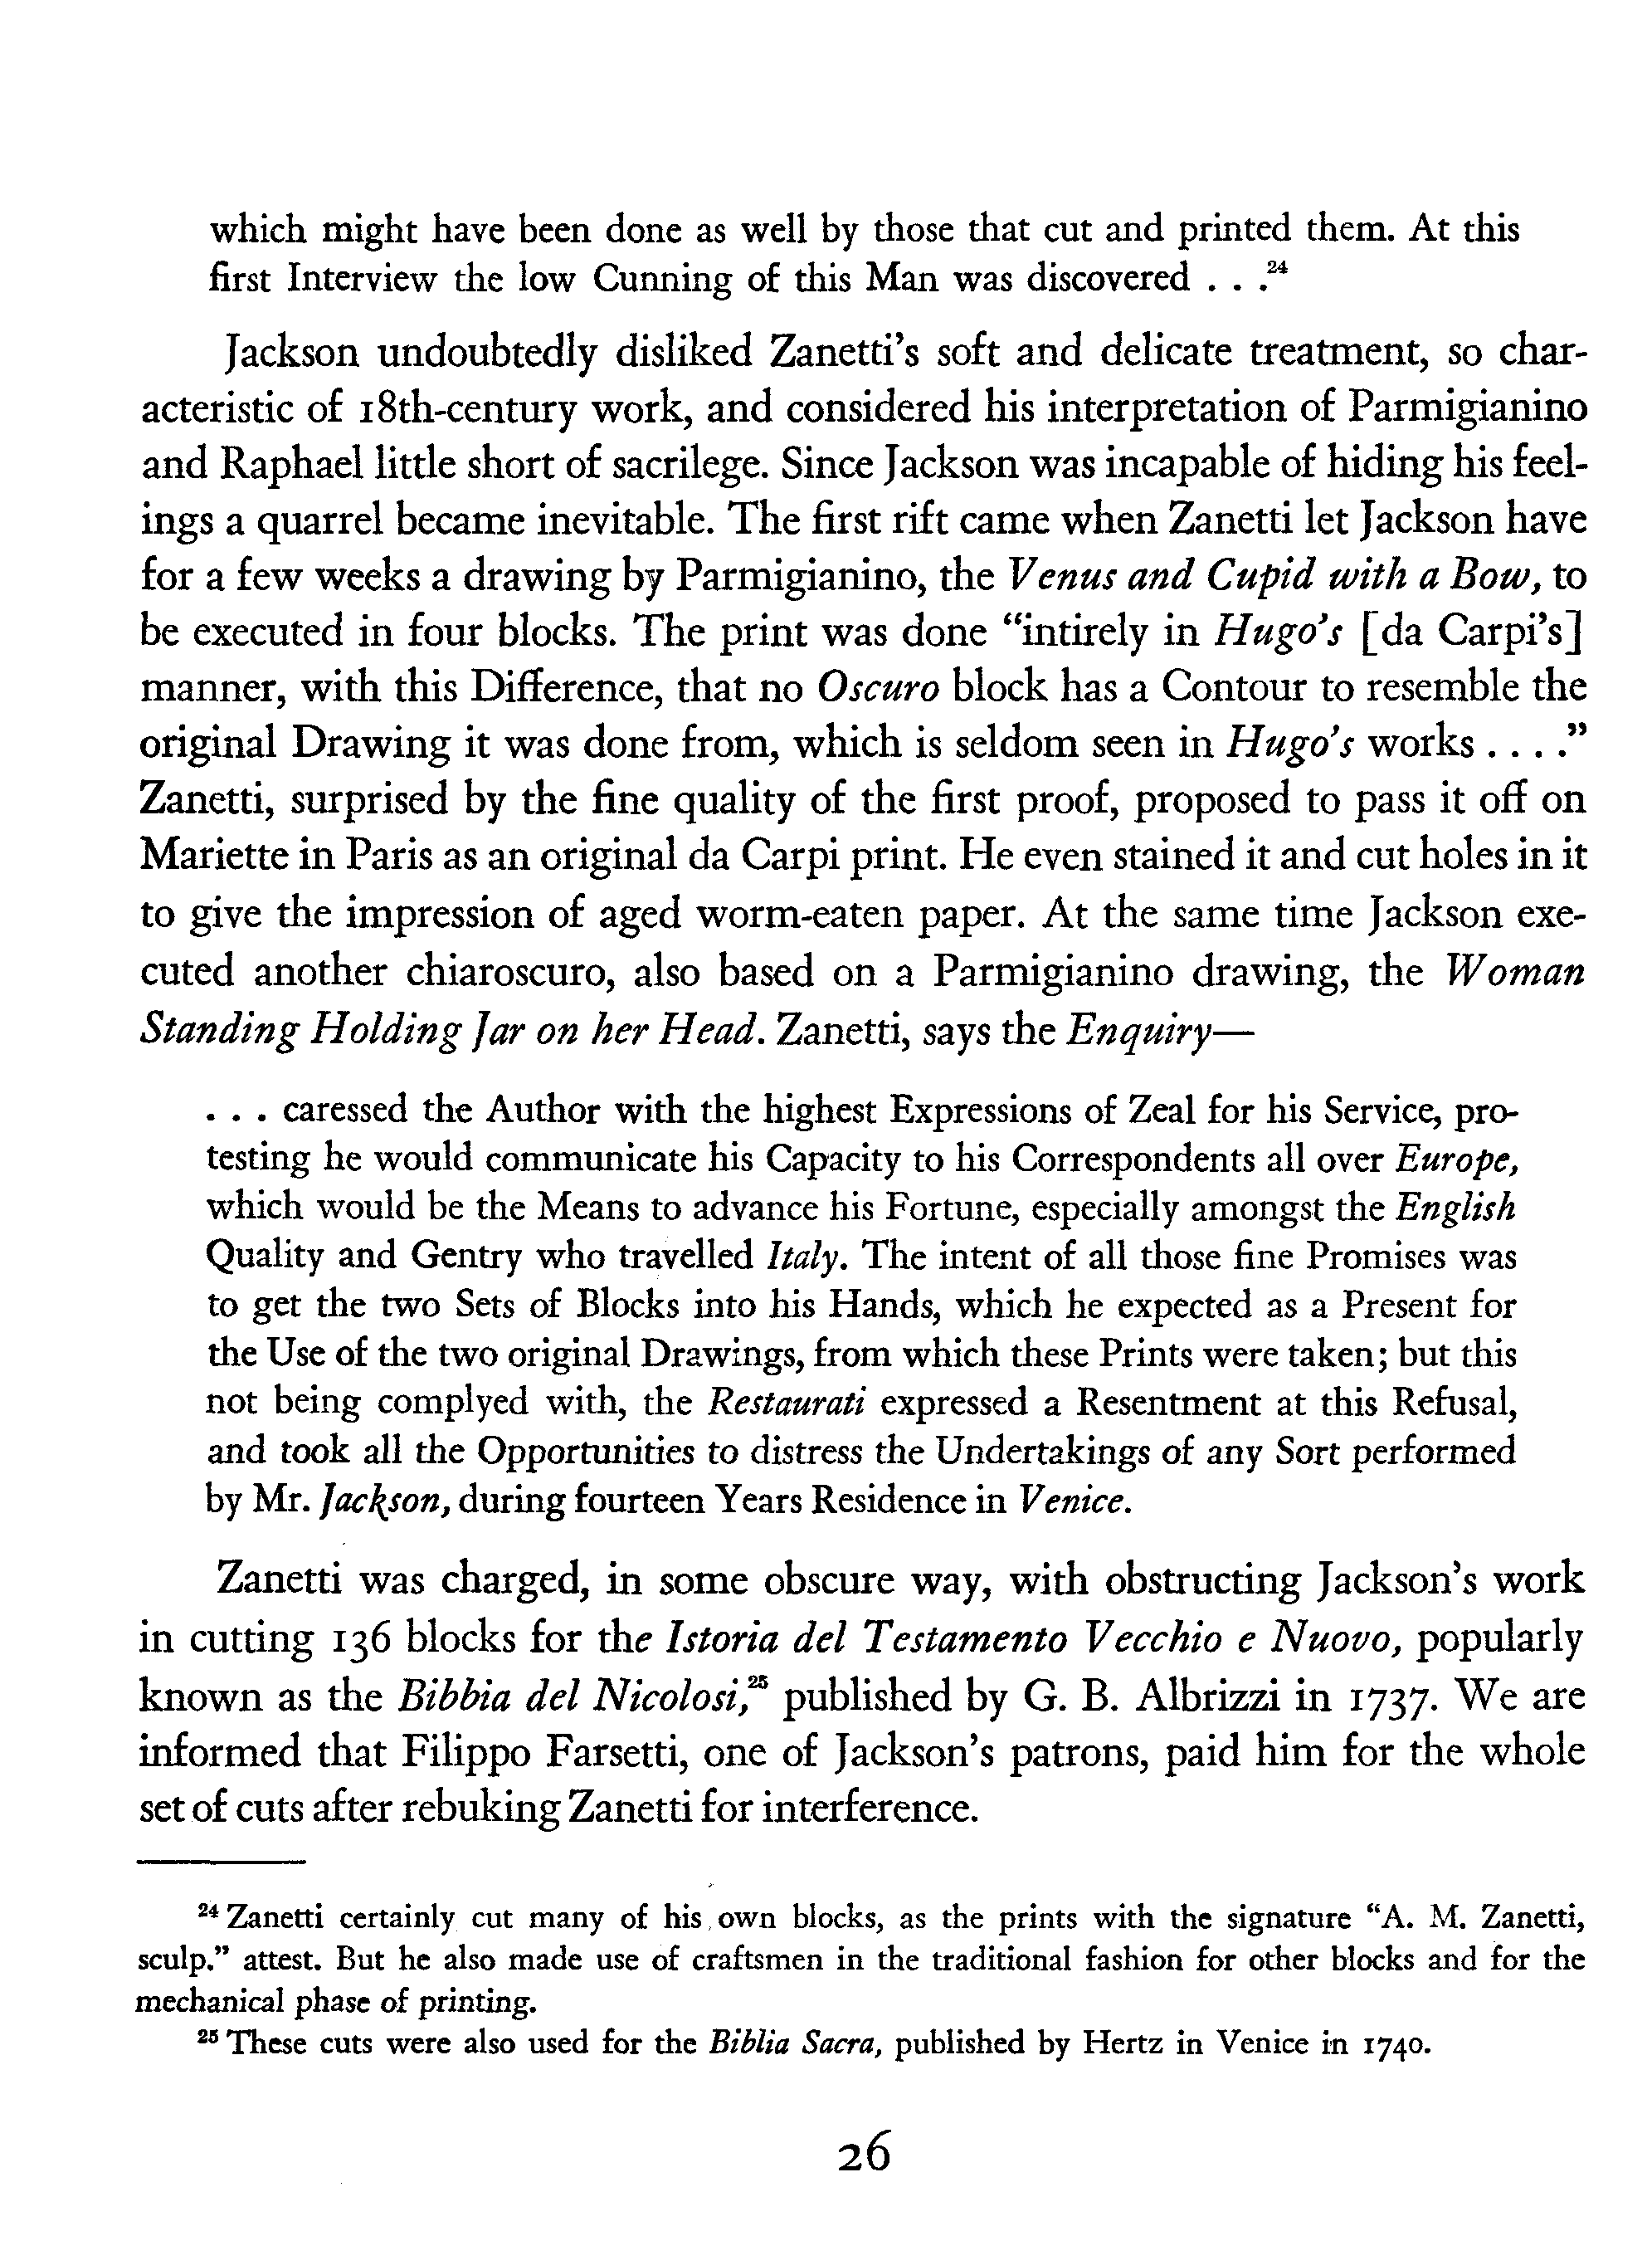 which might have been done as well by those that cut and printed them. At this
first Interview the low Cunning of this Man was discovered . . .²⁴
Jackson undoubtedly disliked Zanetti’s soft and delicate treatment, so char-
acteristic of 18th-century work, and considered his interpretation of Parmigianino
and Raphael little short of sacrilege. Since Jackson was incapable of hiding his feel-
ings a quarrel became inevitable. The first rift came when Zanetti let Jackson have
for a few weeks a drawing by Parmigianino, the Venus and Cupid with a Bow, to
be executed in four blocks. The print was done “intirely in Hugo’s [da Carpi’s]
manner, with this Difference, that no Oscuro block has a Contour to resemble the
original Drawing it was done from, which is seldom seen in Hugo’s works . . . .”
Zanetti, surprised by the fine quality of the first proof, proposed to pass it off on
Mariette in Paris as an original da Carpi print. He even stained it and cut holes in it
to give the impression of aged worm-eaten paper. At the same time Jackson exe-
cuted another chiaroscuro, also based on a Parmigianino drawing, the Woman
Standing Holding Jar on her Head. Zanetti, says the Enquiry—
. . . caressed the Author with the highest Expressions of Zeal for his Service, pro-
testing he would communicate his Capacity to his Correspondents all over Europe,
which would be the Means to advance his Fortune, especially amongst the English
Quality and Gentry who travelled Italy. The intent of all those fine Promises was
to get the two Sets of Blocks into his Hands, which he expected as a Present for
the Use of the two original Drawings, from which these Prints were taken; but this
not being complyed with, the Restaurati expressed a Resentment at this Refusal,
and took all the Opportunities to distress the Undertakings of any Sort performed
by Mr. Jackson, during fourteen Years Residence in Venice.
Zanetti was charged, in some obscure way, with obstructing Jackson’s work
in cutting 136 blocks for the Istoria del Testamento Vecchio e Nuovo, popularly
known as the Bibbia del Nicolosi,²⁵ published by G. B. Albrizzi in 1737. We are
informed that Filippo Farsetti, one of Jackson’s patrons, paid him for the whole
set of cuts after rebuking Zanetti for interference.
²⁴ Zanetti certainly cut many of his own blocks, as the prints with the signature “A. M. Zanetti,
sculp.” attest. But he also made use of craftsmen in the traditional fashion for other blocks and for the
mechanical phase of printing.
²⁵ These cuts were also used for the Biblia Sacra, published by Hertz in Venice in 1740.
26